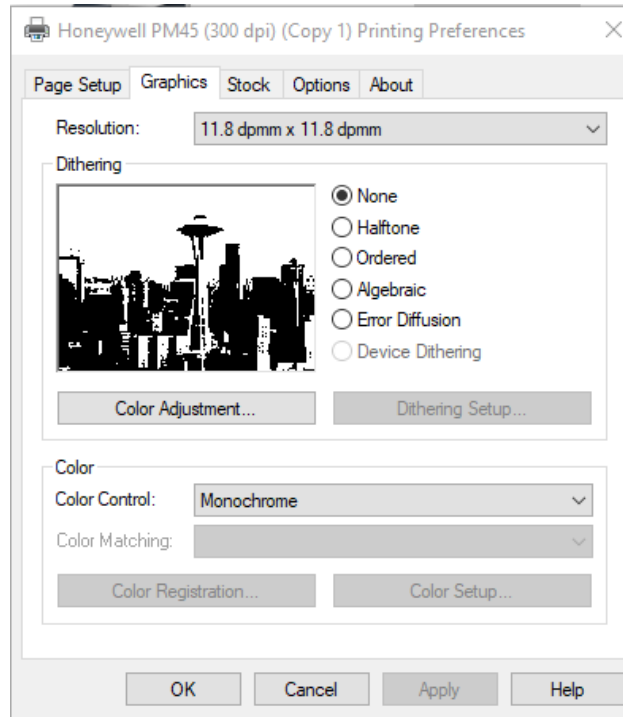 Honeywell PM45 (300 dpi) (Copy 1) Printing Preferences
Page Setup Graphics Stock Options About
Resolution: 11.8 dpmm x 11.8 dpmm
Dithering
None
Halftone
Ordered
Algebraic
Error Diffusion
Device Dithering
Color Adjustment... Dithering Setup...
Color
Color Control: Monochrome
Color Matching:
Color Registration... Color Setup...
OK Cancel Apply Help